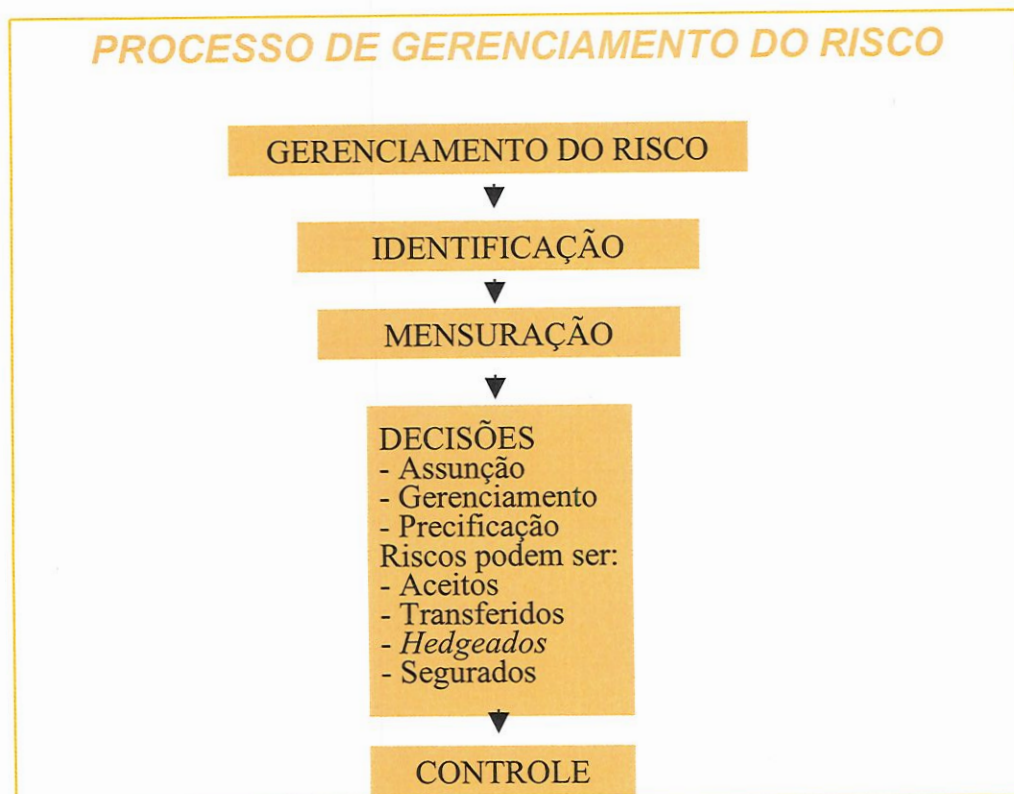 PROCESSO DE GERENCIAMENTO DO RISCO
GERENCIAMENTO DO RISCO
IDENTIFICAÇÃO
MENSURAÇÃO
DECISÕES
- Assunção
- Gerenciamento
- Precificação
Riscos podem ser:
- Aceitos
- Transferidos
- Hedgeados
- Segurados
CONTROLE